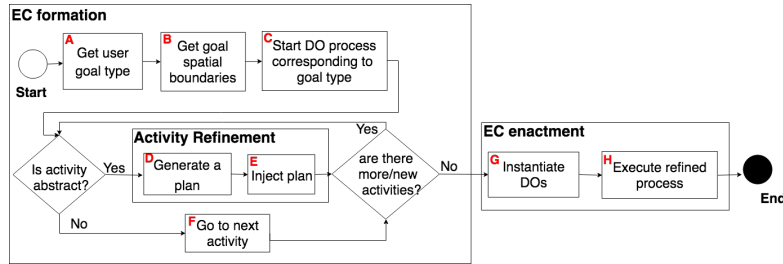 EC formation
A
Get user
goal type
B
Get goal
spatial
boundaries
C
Start DO process
corresponding to
goal type
Start
Is activity
abstract?
Yes
Activity Refinement
D
Generate a
plan
E
Inject plan
Yes
are there
more/new
activities?
No
No
F
Go to next
activity
EC enactment
G
Instantiate
DOs
H
Execute refined
process
End